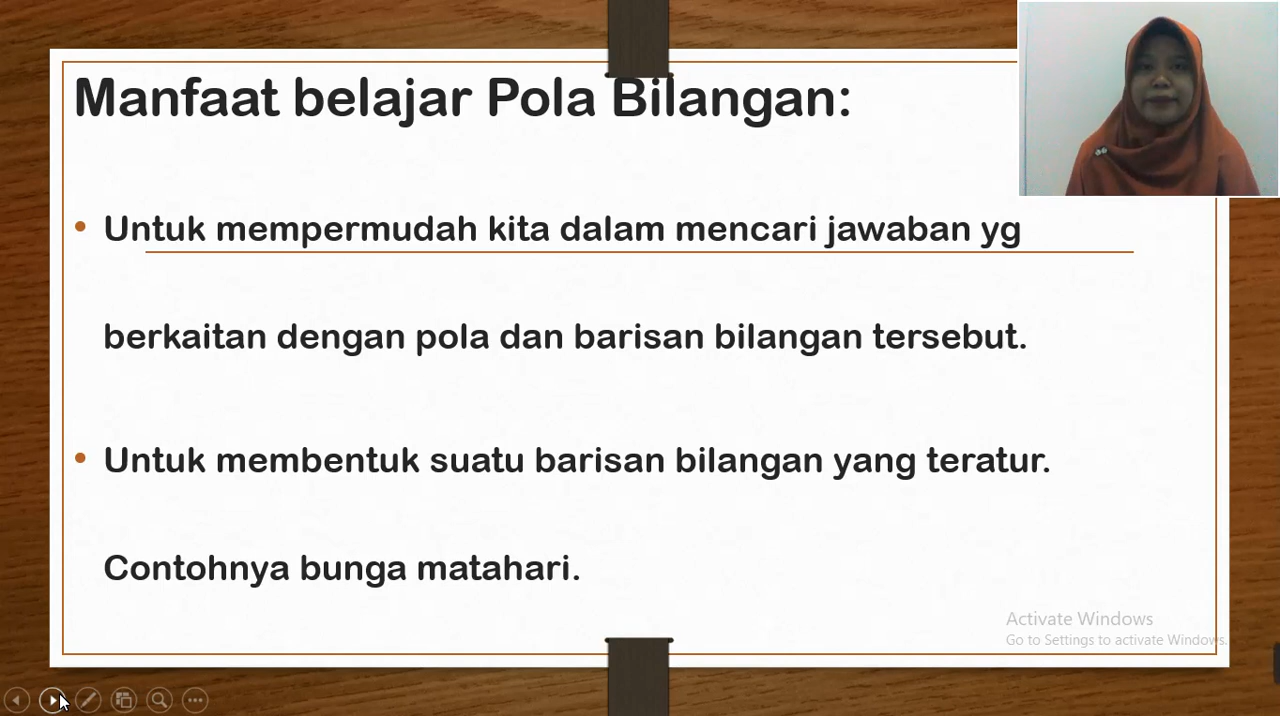 Manfaat belajar Pola Bilangan:
• Untuk mempermudah kita dalam mencari jawaban yg
berkaitan dengan pola dan barisan bilangan tersebut.
• Untuk membentuk suatu barisan bilangan yang teratur.
Contohnya bunga matahari.
Activate Windows
Go to Settings to activate Windows.